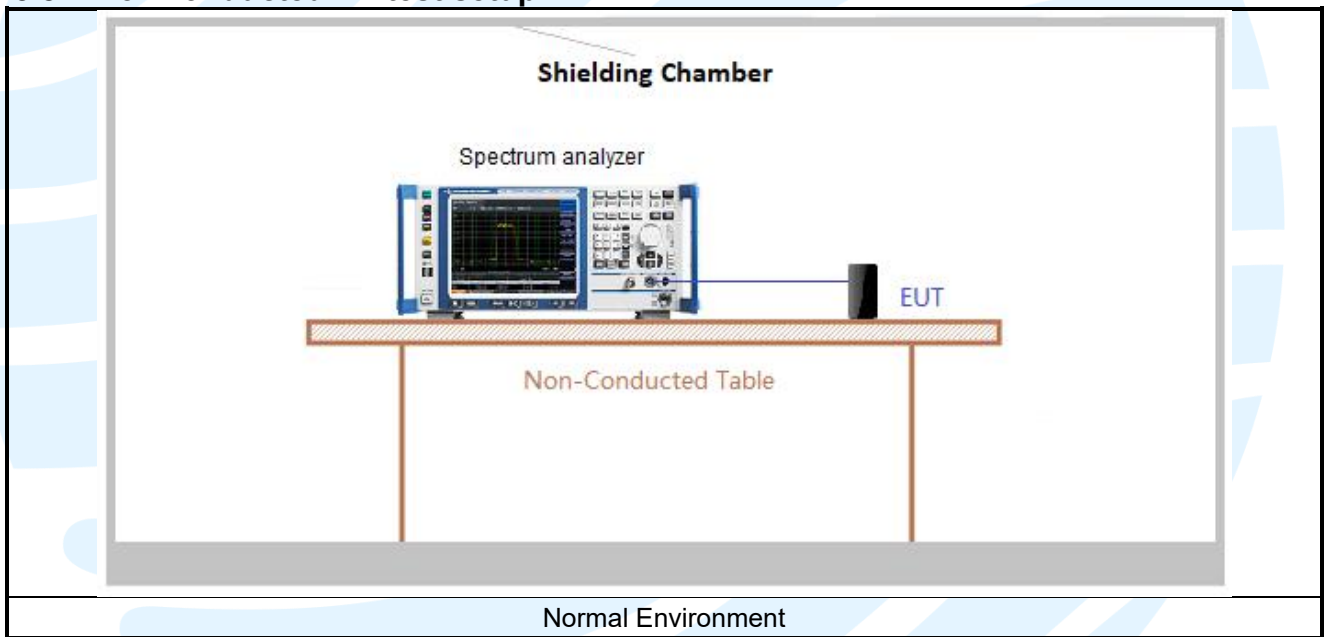 Shielding Chamber
Spectrum analyzer
EUT
Non-Conducted Table
Normal Environment